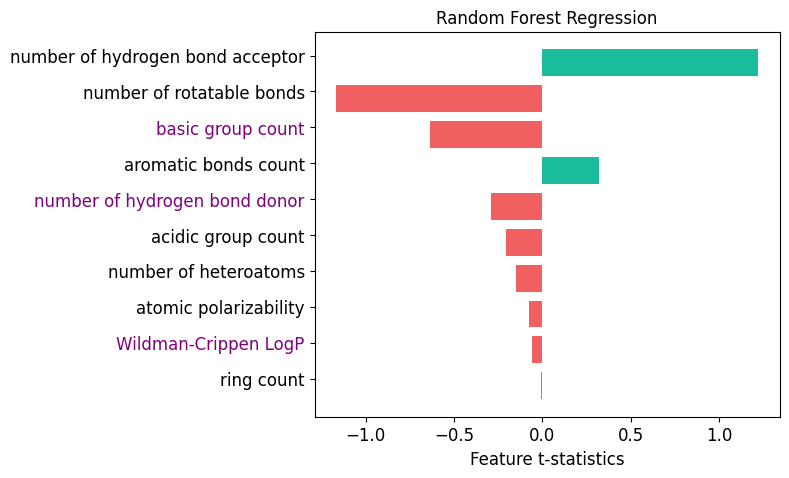 Random Forest Regression
number of hydrogen bond acceptor
number of rotatable bonds
basic group count
aromatic bonds count
number of hydrogen bond donor
acidic group count
number of heteroatoms
atomic polarizability
Wildman-Crippen LogP
ring count
−1.0 −0.5 0.0 0.5 1.0
Feature t-statistics